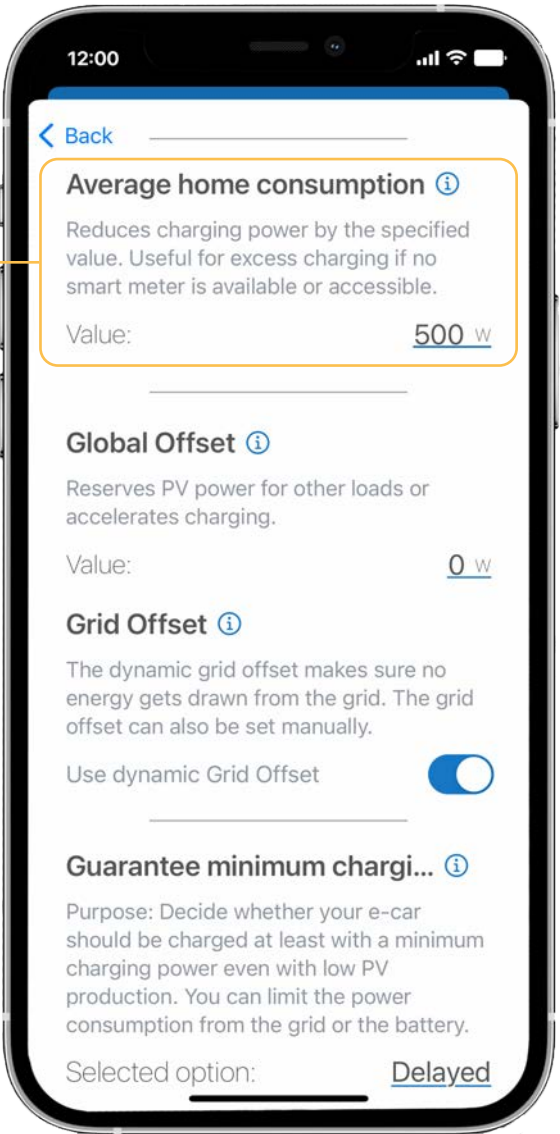 12:00
Back
Average home consumption
Reduces charging power by the specified
value. Useful for excess charging if no
smart meter is available or accessible.
Value: 500 W
Global Offset
Reserves PV power for other loads or
accelerates charging.
Value: 0 W
Grid Offset
The dynamic grid offset makes sure no
energy gets drawn from the grid. The grid
offset can also be set manually.
Use dynamic Grid Offset
Guarantee minimum chargi...
Purpose: Decide whether your e-car
should be charged at least with a minimum
charging power even with low PV
production. You can limit the power
consumption from the grid or the battery.
Selected option: Delayed